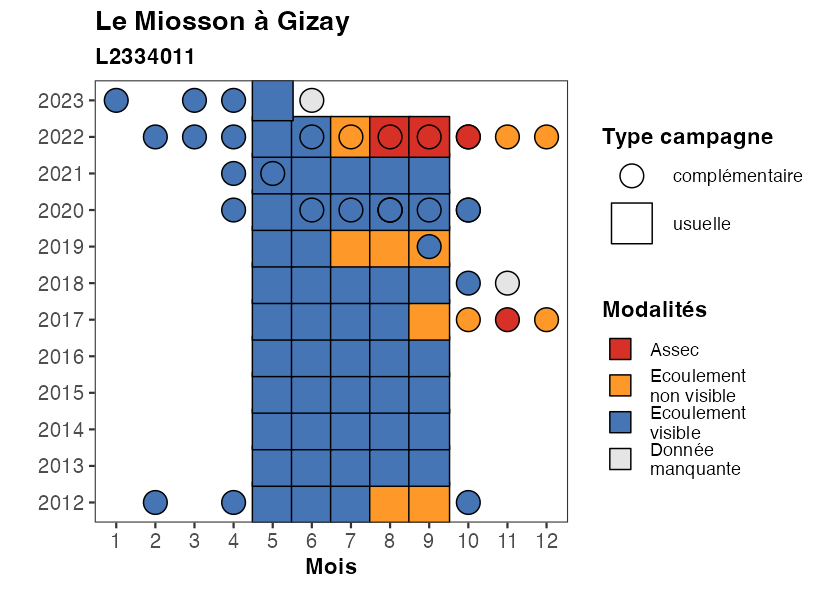 Le Miosson à Gizay
L2334011
2023
2022
2021
2020
2019
2018
2017
2016
2015
2014
2013
2012
1 2 3 4 5 6 7 8 9 10 11 12
Mois
Type campagne
complémentaire
usuelle
Modalités
Assec
Ecoulement
non visible
Ecoulement
visible
Donnée
manquante